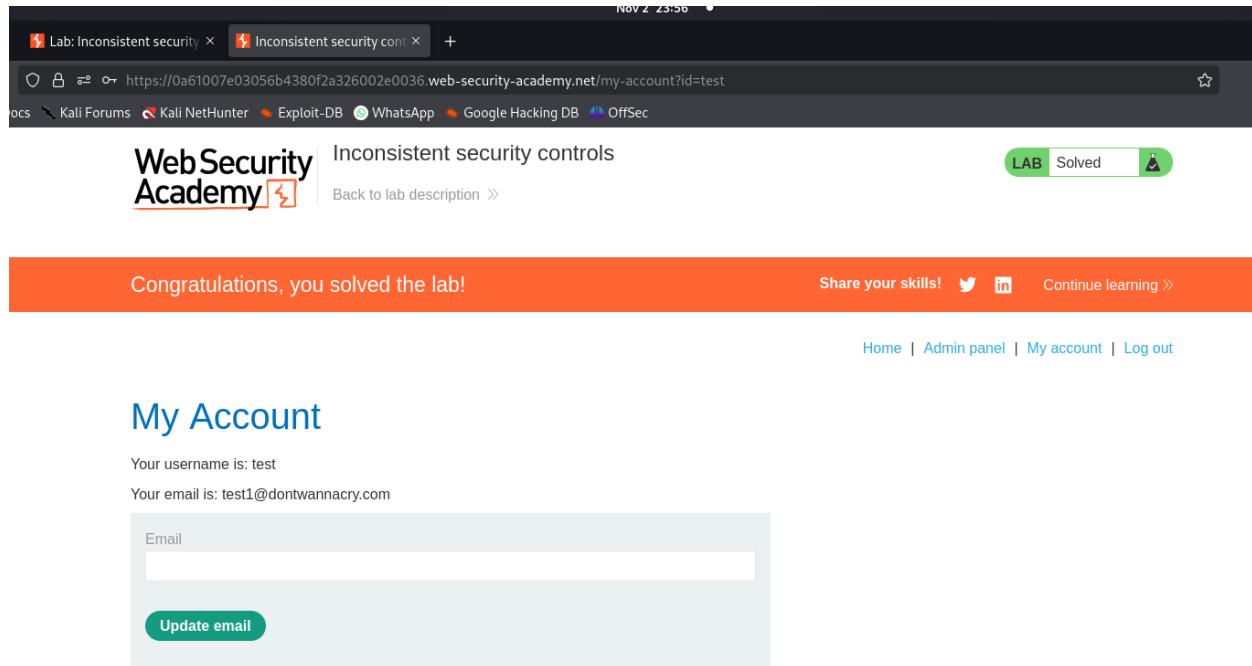 Nov 2 23:56
Lab: Inconsistent security × Inconsistent security cont × +
https://0a61007e03056b4380f2a326002e0036.web-security-academy.net/my-account?id=test
ocs Kali Forums Kali NetHunter Exploit-DB WhatsApp Google Hacking DB OffSec
Web Security Academy
Inconsistent security controls
Back to lab description
LAB Solved
Congratulations, you solved the lab!
Share your skills! in Continue learning
Home | Admin panel | My account | Log out
My Account
Your username is: test
Your email is: test1@dontwannacry.com
Email
Update email